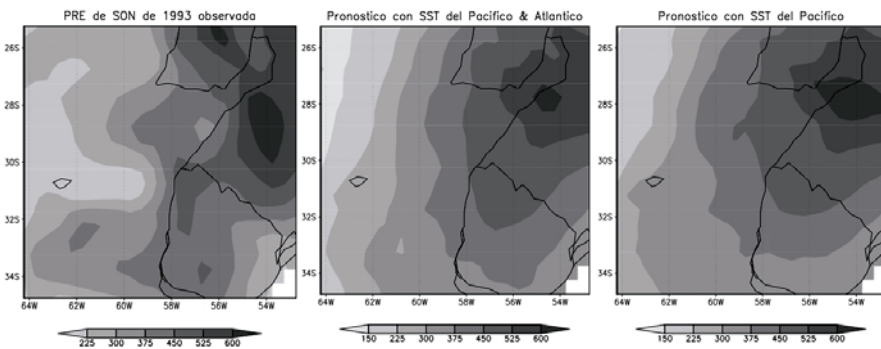 PRE de SON de 1993 observada
26S
28S
30S
32S
34S
64W 62W 60W 58W 56W 54W
225 300 375 450 525 600
Pronostico con SST del Pacifico & Atlantico
26S
28S
30S
32S
34S
64W 62W 60W 58W 56W 54W
150 225 300 375 450 525 600
Pronostico con SST del Pacifico
26S
28S
30S
32S
34S
64W 62W 60W 58W 56W 54W
150 225 300 375 450 525 600